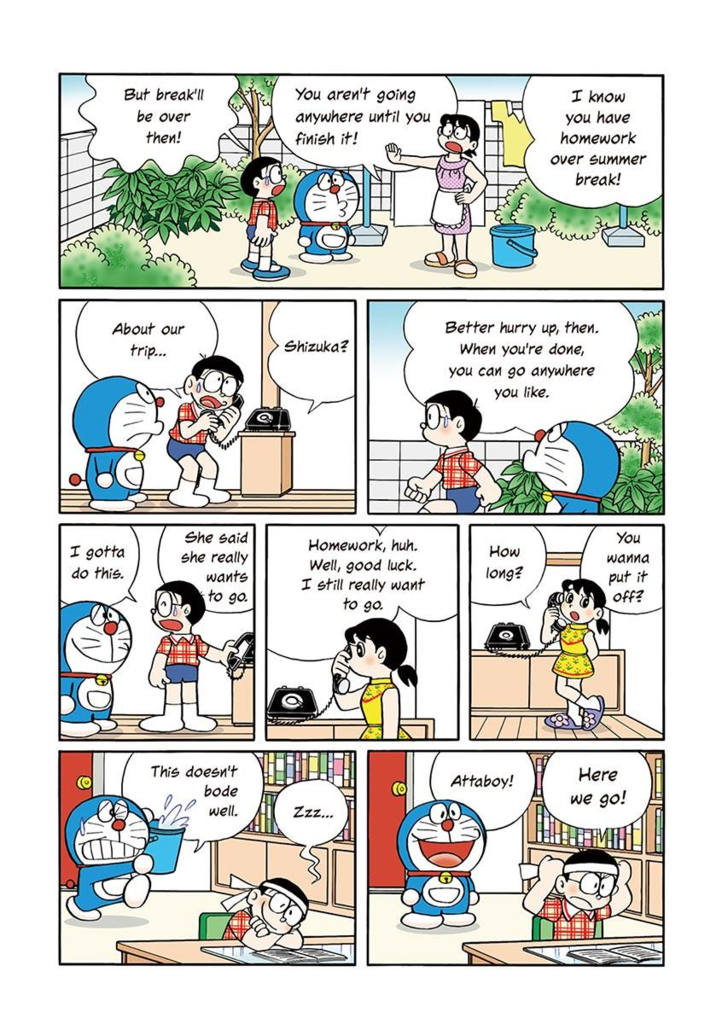 I know
you have
homework
over summer
break!
You aren't going
anywhere until you
finish it!
But break'll
be over
then!
Better hurry up, then.
When you're done,
you can go anywhere
you like.
Shizuka?
About our
trip...
You
wanna
put it
off?
How
long?
Homework, huh.
Well, good luck.
I still really want
to go.
She said
she really
wants
to go.
I gotta
do this.
Here
we go!
Attaboy!
Zzz...
This doesn't
bode
well.